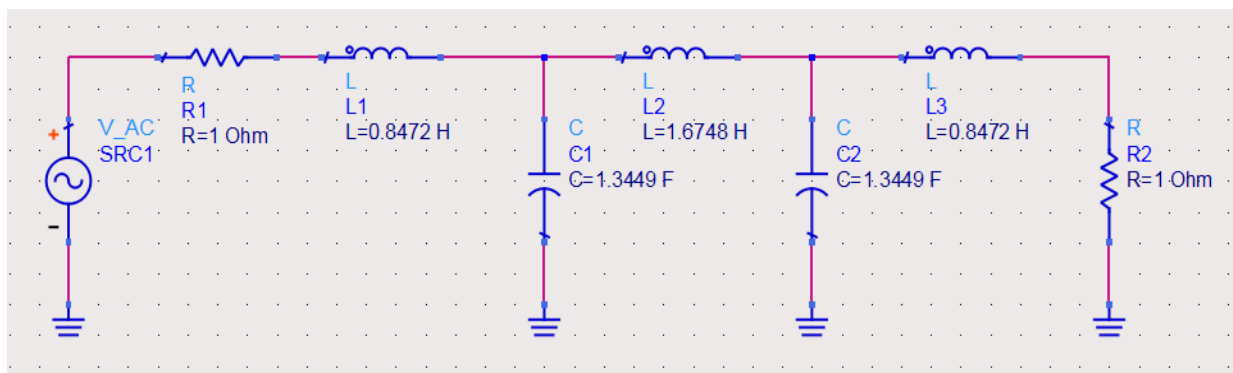 +
V_AC
SRC1
−
R
R1
R=1 Ohm
L
L1
L=0.8472 H
C
C1
C=1.3449 F
L
L2
L=1.6748 H
C
C2
C=1.3449 F
L
L3
L=0.8472 H
R
R2
R=1 Ohm